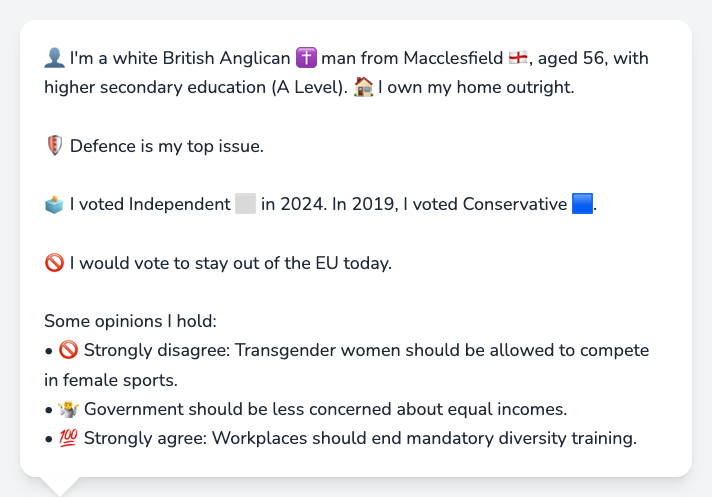 👤 I'm a white British Anglican ✝️ man from Macclesfield 🏴󠁧󠁢󠁥󠁮󠁧󠁿, aged 56, with
higher secondary education (A Level). 🏠 I own my home outright.
🛡️ Defence is my top issue.
🗳️ I voted Independent ⬜ in 2024. In 2019, I voted Conservative 🟦.
🚫 I would vote to stay out of the EU today.
Some opinions I hold:
• 🚫 Strongly disagree: Transgender women should be allowed to compete
in female sports.
• 🤷 Government should be less concerned about equal incomes.
• 💯 Strongly agree: Workplaces should end mandatory diversity training.